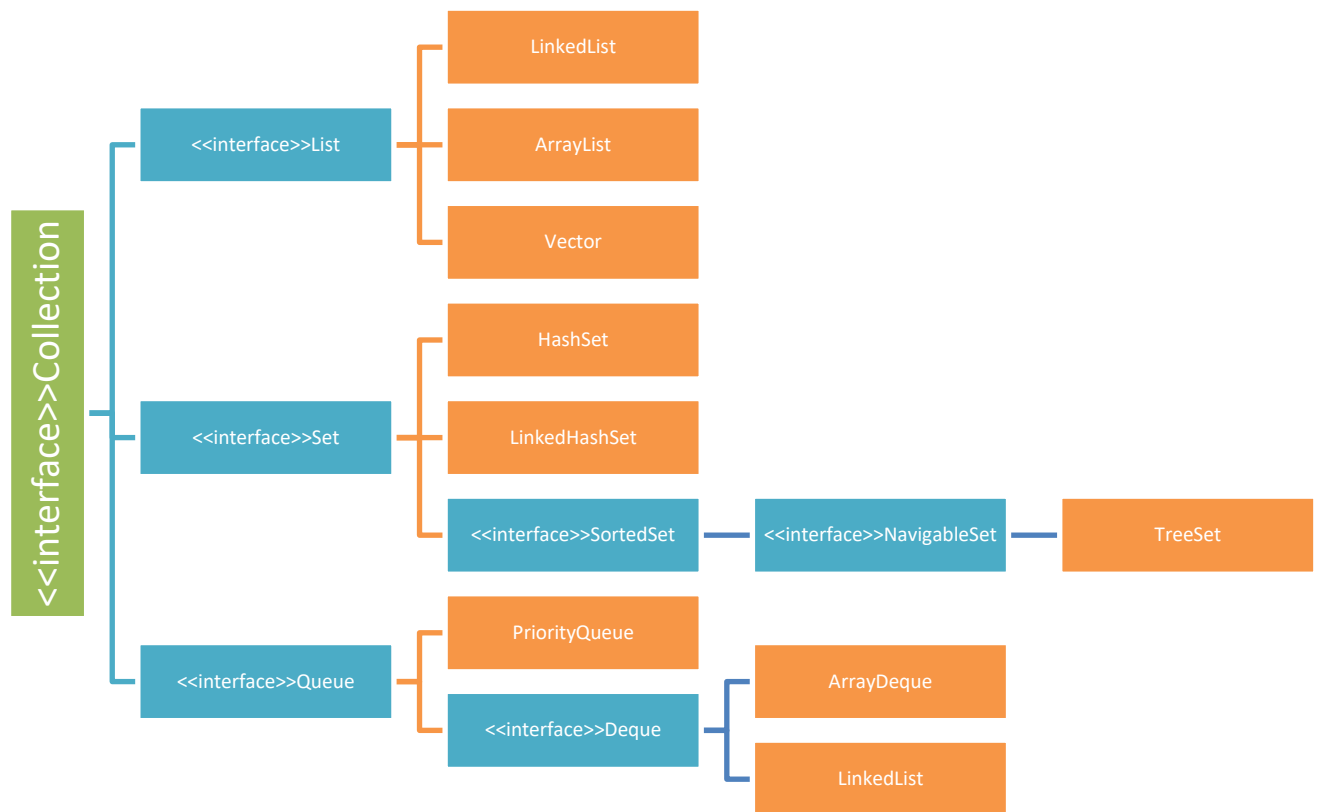 <<interface>>Collection
<<interface>>List
LinkedList
ArrayList
Vector
<<interface>>Set
HashSet
LinkedHashSet
<<interface>>SortedSet
<<interface>>NavigableSet
TreeSet
<<interface>>Queue
PriorityQueue
<<interface>>Deque
ArrayDeque
LinkedList